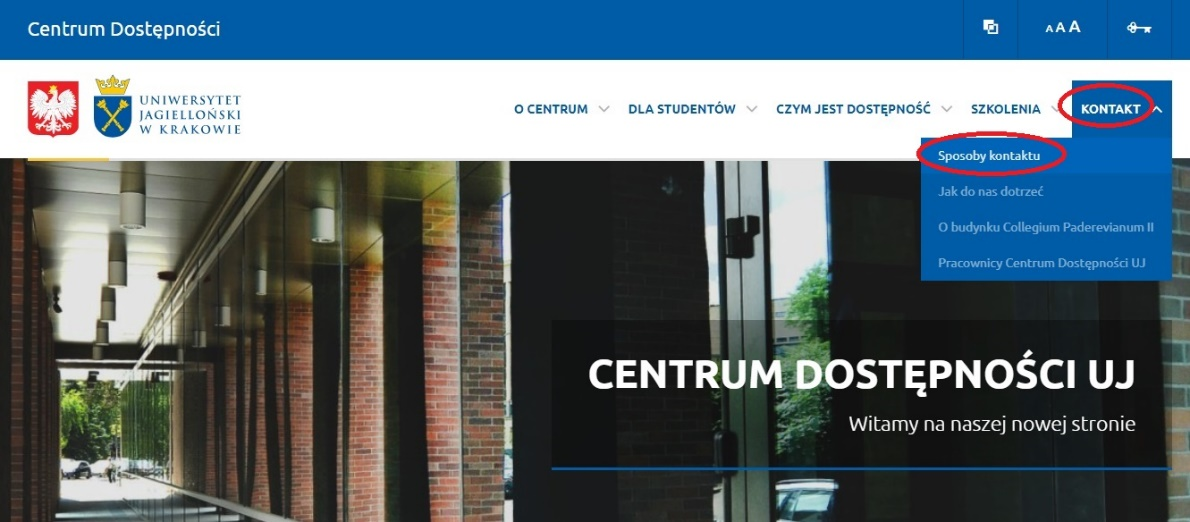 Centrum Dostępności
A A A
UNIWERSYTET
JAGIELLOŃSKI
W KRAKOWIE
O CENTRUM DLA STUDENTÓW CZYM JEST DOSTĘPNOŚĆ SZKOLENIA KONTAKT
Sposoby kontaktu
Jak do nas dotrzeć
O budynku Collegium Paderevianum II
Pracownicy Centrum Dostępności UJ
CENTRUM DOSTĘPNOŚCI UJ
Witamy na naszej nowej stronie